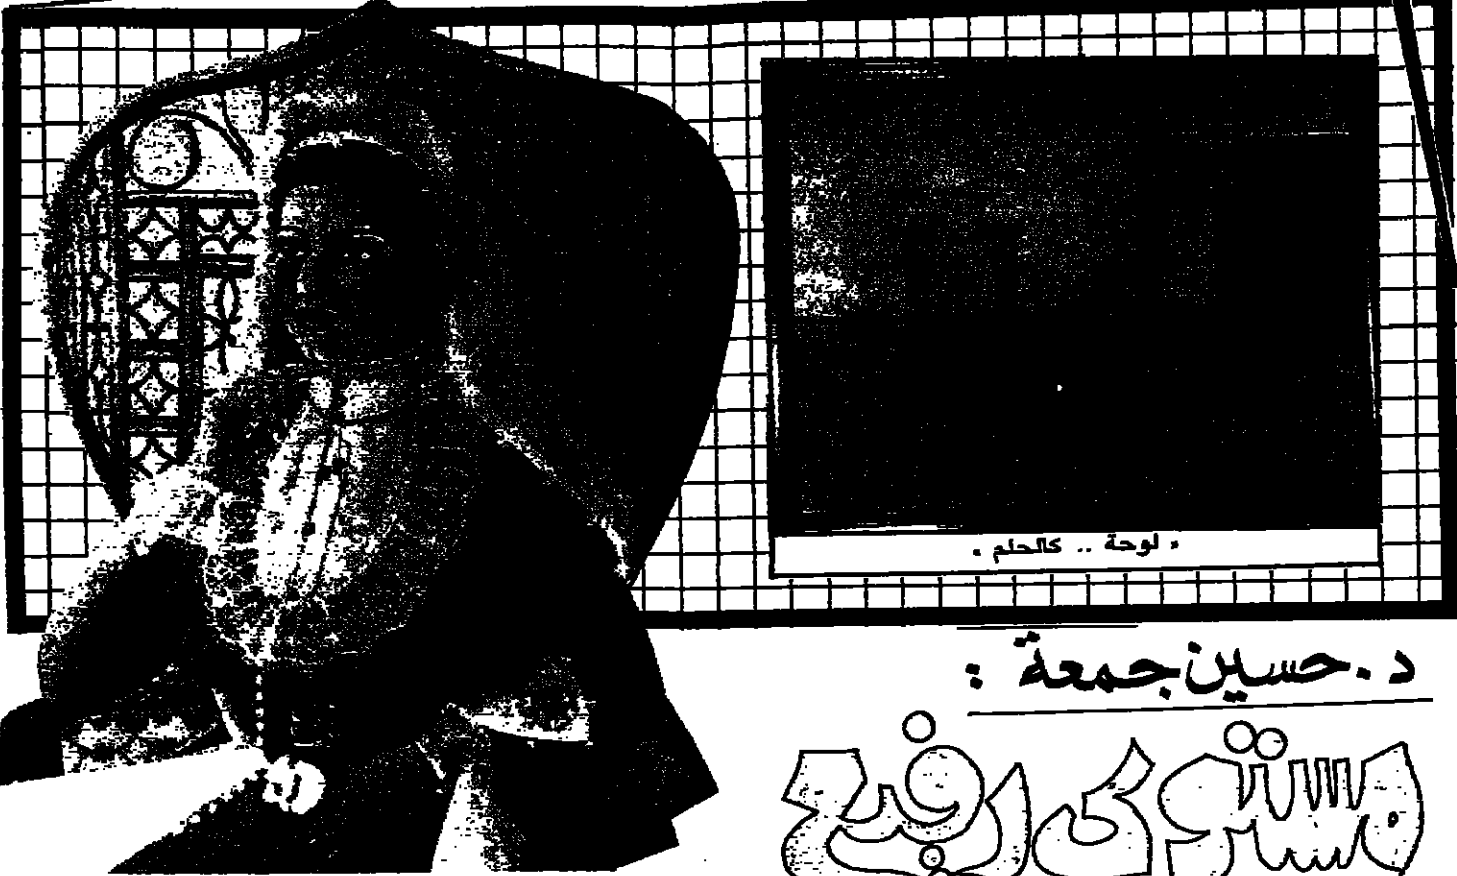 « لوحة .. كالحلم »
د. حسين جمعة :
مستوى رفيع